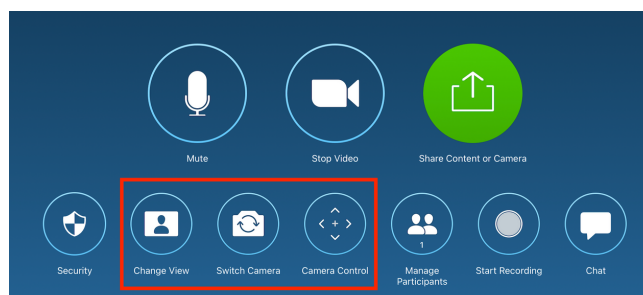 Mute
Stop Video
Share Content or Camera
1
Security
Change View
Switch Camera
Camera Control
Manage
Participants
Start Recording
Chat